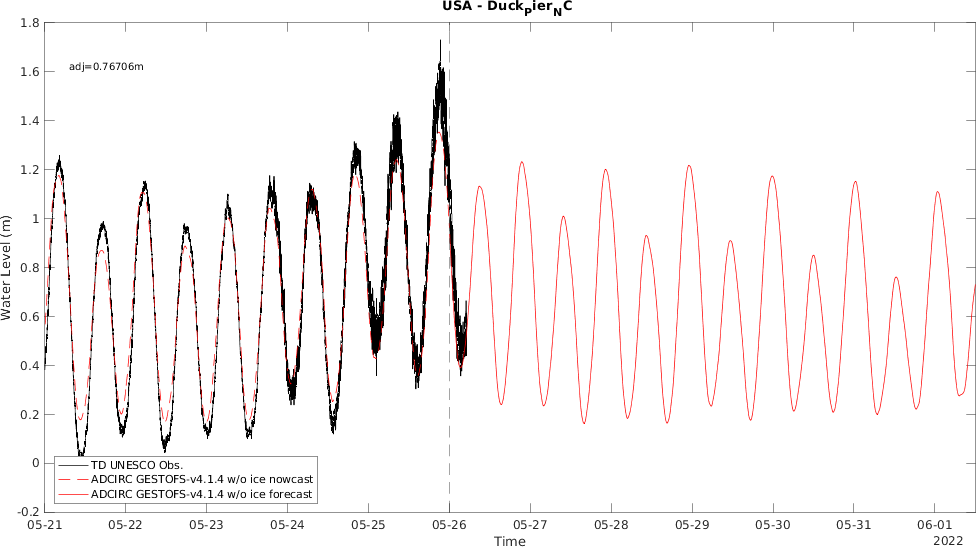 USA - Duck_Pier_NC
adj=0.76706m
1.8
1.6
1.4
1.2
1
0.8
0.6
0.4
0.2
0
-0.2
Water Level (m)
TD UNESCO Obs.
ADCIRC GESTOFS-v4.1.4 w/o ice nowcast
ADCIRC GESTOFS-v4.1.4 w/o ice forecast
05-21 05-22 05-23 05-24 05-25 05-26 05-27 05-28 05-29 05-30 05-31 06-01
Time
2022